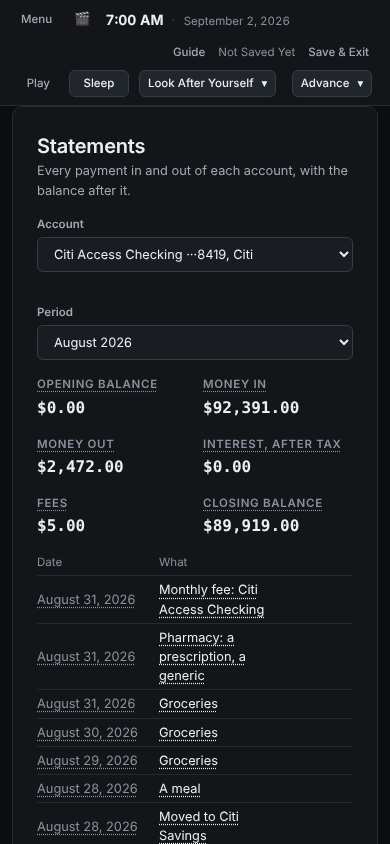 Menu 🎬 7:00 AM · September 2, 2026
Guide Not Saved Yet Save & Exit
Play Sleep Look After Yourself ▾ Advance ▾
Statements
Every payment in and out of each account, with the
balance after it.
Account
Citi Access Checking ···8419, Citi
Period
August 2026
OPENING BALANCE MONEY IN
$0.00 $92,391.00
MONEY OUT INTEREST, AFTER TAX
$2,472.00 $0.00
FEES CLOSING BALANCE
$5.00 $89,919.00
Date What
August 31, 2026 Monthly fee: Citi
Access Checking
August 31, 2026 Pharmacy: a
prescription, a
generic
August 31, 2026 Groceries
August 30, 2026 Groceries
August 29, 2026 Groceries
August 28, 2026 A meal
August 28, 2026 Moved to Citi
Savings